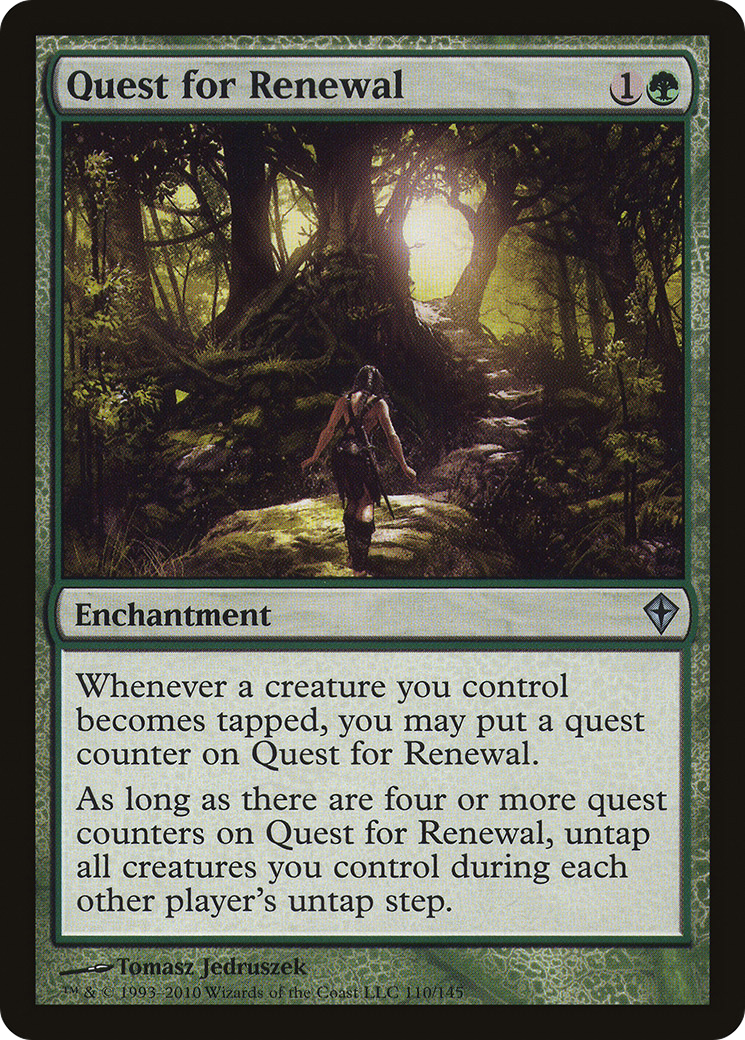 Quest for Renewal 1
Enchantment
Whenever a creature you control
becomes tapped, you may put a quest
counter on Quest for Renewal.
As long as there are four or more quest
counters on Quest for Renewal, untap
all creatures you control during each
other player's untap step.
Tomasz Jedruszek
™ & © 1993–2010 Wizards of the Coast LLC 110/145